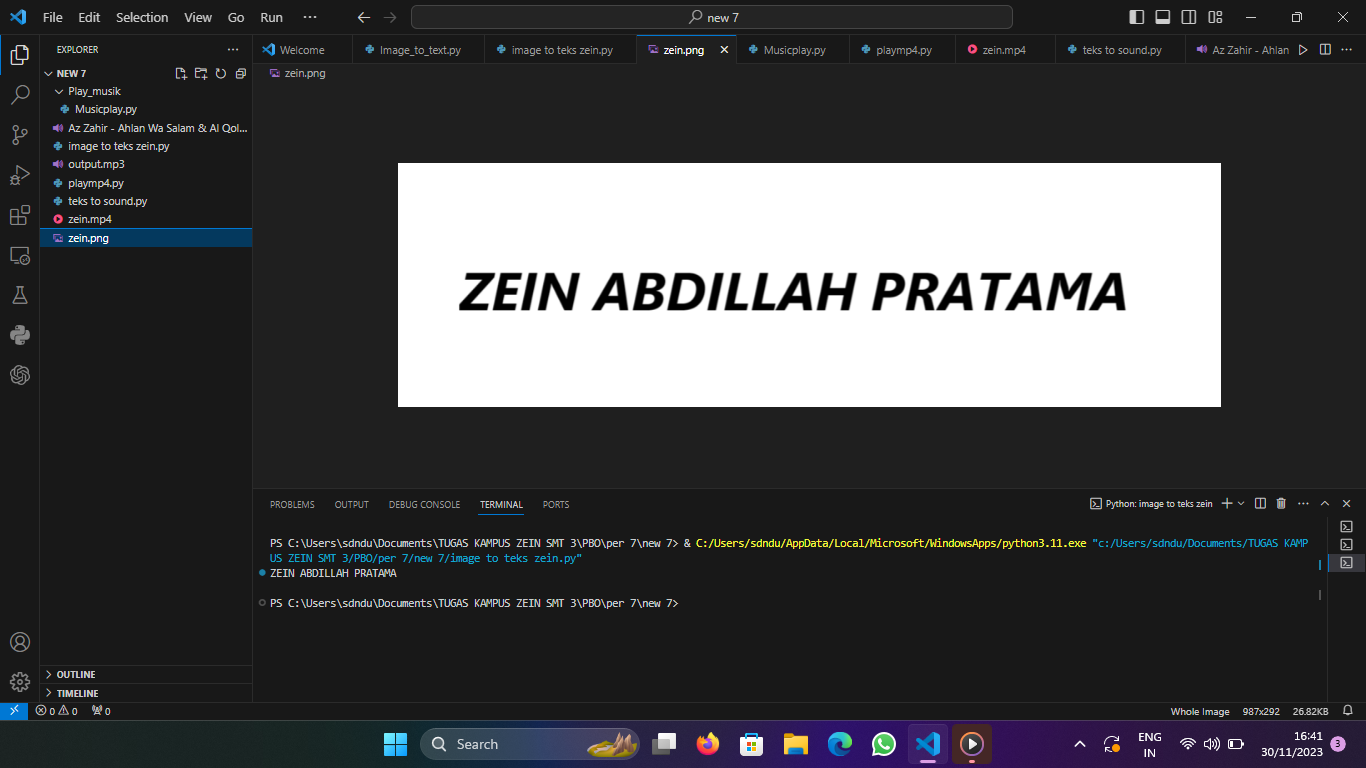 File Edit Selection View Go Run ··· new 7
EXPLORER ···
Welcome Image_to_text.py image to teks zein.py zein.png Musicplay.py playmp4.py zein.mp4 teks to sound.py Az Zahir - Ahlan ···
NEW 7
zein.png
Play_musik
Musicplay.py
Az Zahir - Ahlan Wa Salam & Al Qol...
image to teks zein.py
output.mp3
playmp4.py
teks to sound.py
zein.mp4
zein.png
ZEIN ABDILLAH PRATAMA
PROBLEMS OUTPUT DEBUG CONSOLE TERMINAL PORTS Python: image to teks zein ···
PS C:\Users\sdndu\Documents\TUGAS KAMPUS ZEIN SMT 3\PBO\per 7\new 7> & C:/Users/sdndu/AppData/Local/Microsoft/WindowsApps/python3.11.exe "c:/Users/sdndu/Documents/TUGAS KAMP
US ZEIN SMT 3/PBO/per 7/new 7/image to teks zein.py"
ZEIN ABDILLAH PRATAMA
PS C:\Users\sdndu\Documents\TUGAS KAMPUS ZEIN SMT 3\PBO\per 7\new 7>
OUTLINE
TIMELINE
0 0 0 Whole Image 987x292 26.82KB
Search
ENG
IN
16:41
30/11/2023
3